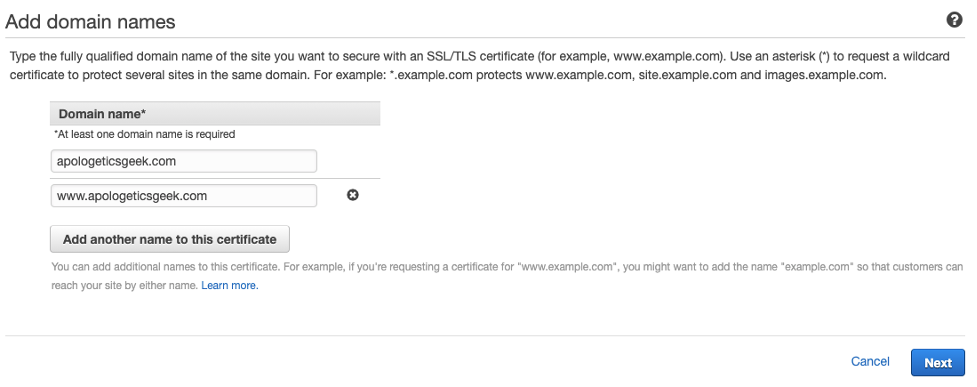 Add domain names
?
Type the fully qualified domain name of the site you want to secure with an SSL/TLS certificate (for example, www.example.com). Use an asterisk (*) to request a wildcard
certificate to protect several sites in the same domain. For example: *.example.com protects www.example.com, site.example.com and images.example.com.
Domain name*
*At least one domain name is required
apologeticsgeek.com
www.apologeticsgeek.com
Add another name to this certificate
You can add additional names to this certificate. For example, if you're requesting a certificate for "www.example.com", you might want to add the name "example.com" so that customers can
reach your site by either name. Learn more.
Cancel
Next